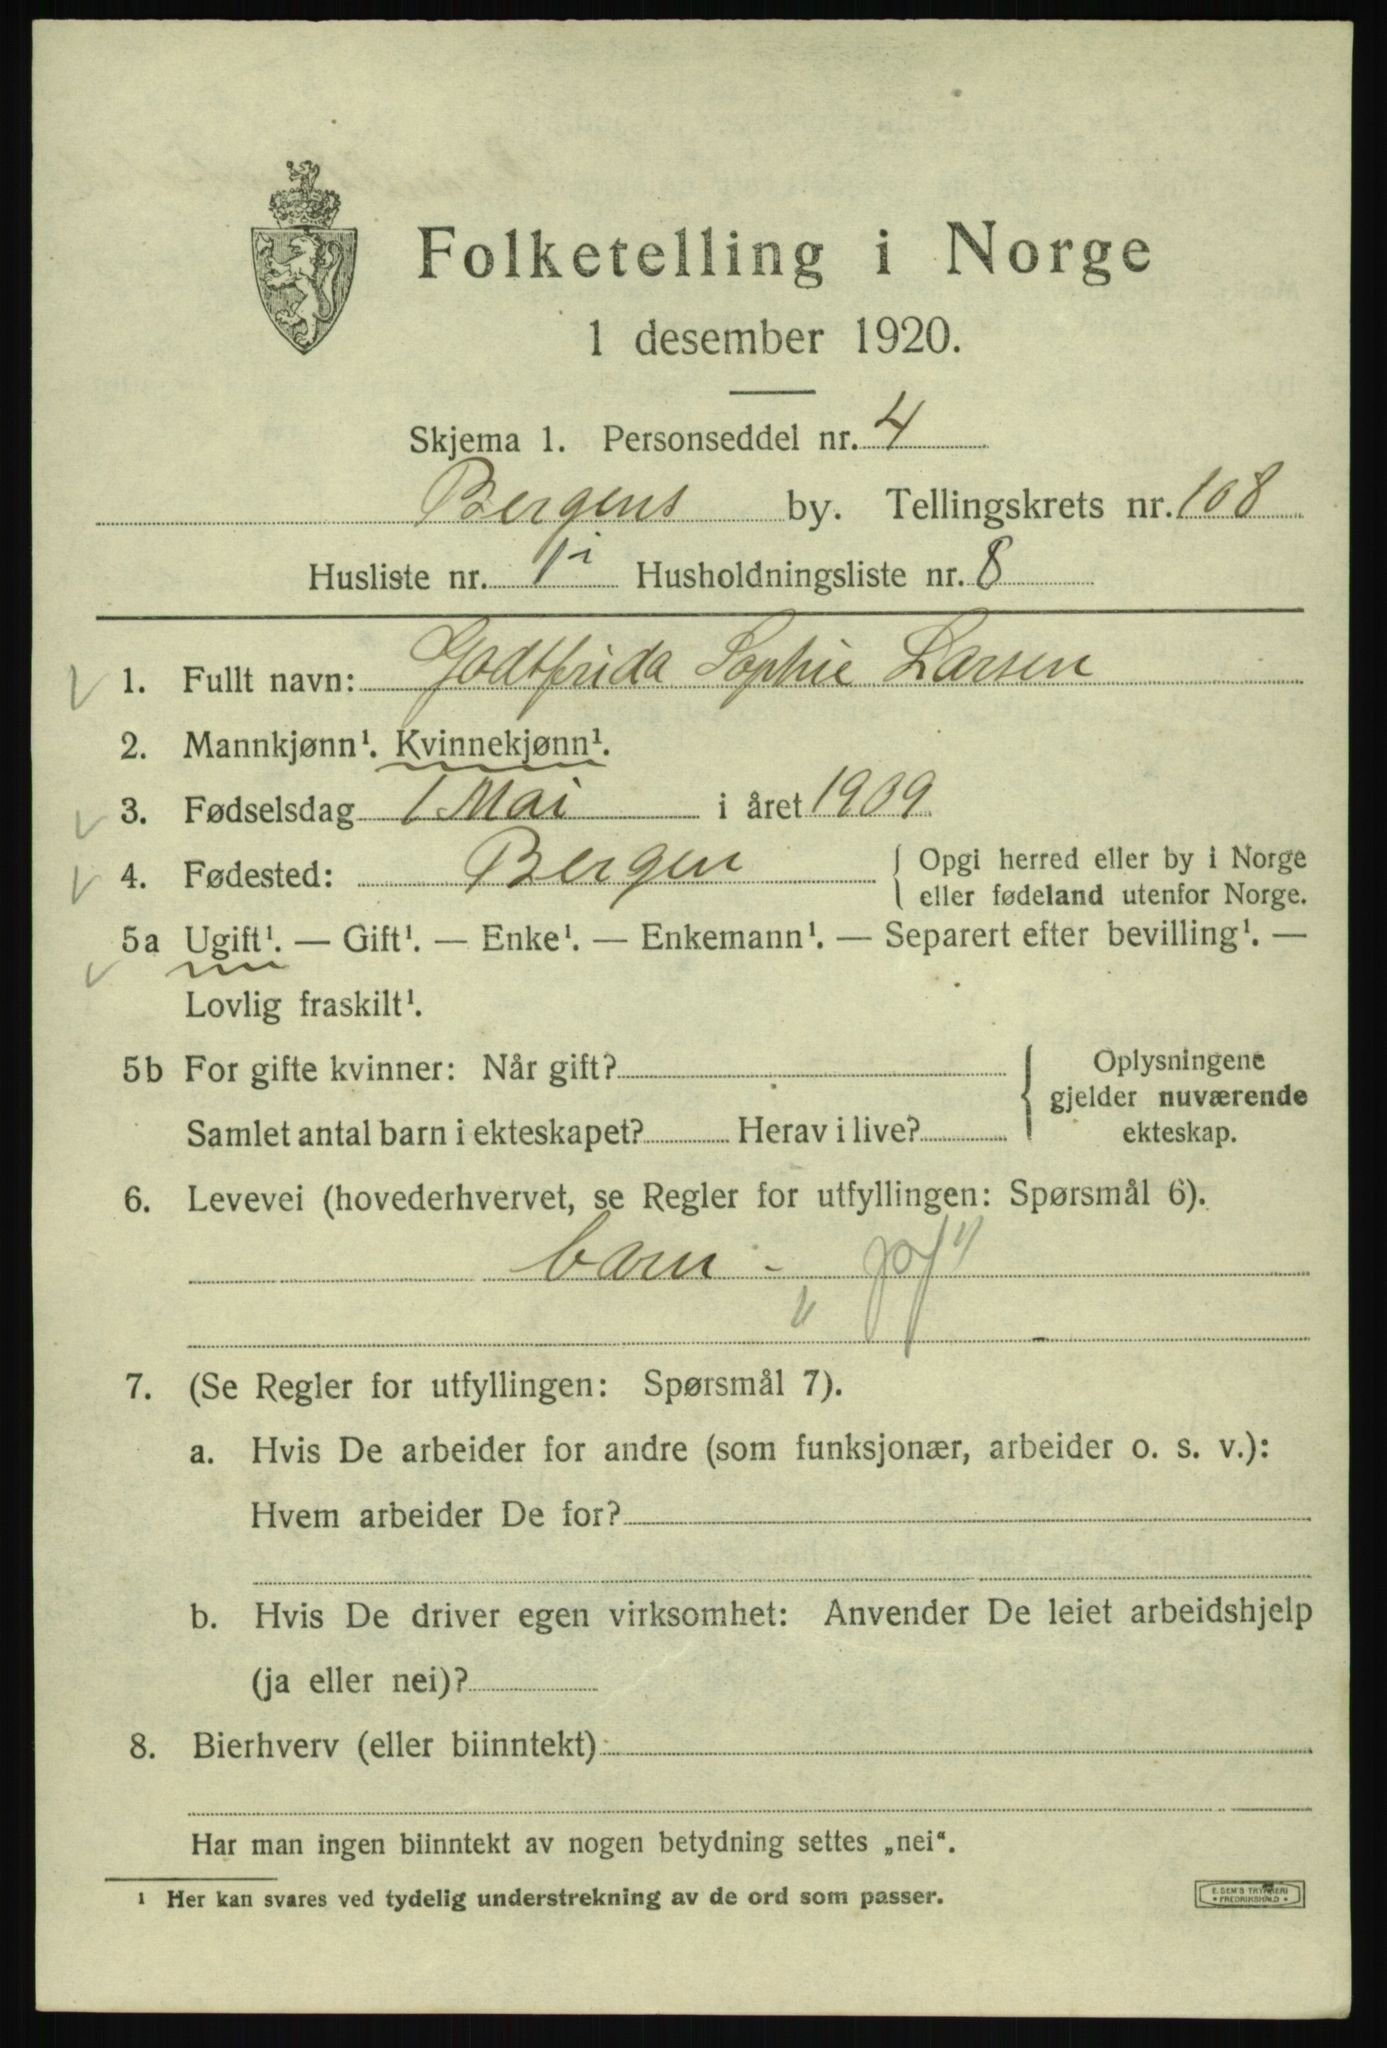 Folketelling i Norge
1 desember 1920.
Skjema 1. Personseddel nr. 4
Bergens by. Tellingskrets nr. 108
Husliste nr. 1 i Husholdningsliste nr. 8
1. Fullt navn: Godtfrida Sophie Larsen
2. Mannkjønn¹. Kvinnekjønn¹.
3. Fødselsdag 1 Mai i året 1909
4. Fødested: Bergen { Opgi herred eller by i Norge
eller fødeland utenfor Norge.
5a Ugift¹. — Gift¹. — Enke¹. — Enkemann¹. — Separert efter bevilling¹. —
Lovlig fraskilt¹.
5b For gifte kvinner: Når gift? { Oplysningene
gjelder nuværende
Samlet antal barn i ekteskapet? Herav i live? ekteskap.
6. Levevei (hovederhvervet, se Regler for utfyllingen: Spørsmål 6).
barn -
7. (Se Regler for utfyllingen: Spørsmål 7).
a. Hvis De arbeider for andre (som funksjonær, arbeider o. s. v.):
Hvem arbeider De for?
b. Hvis De driver egen virksomhet: Anvender De leiet arbeidshjelp
(ja eller nei)?
8. Bierhverv (eller biinntekt)
Har man ingen biinntekt av nogen betydning settes „nei“.
¹ Her kan svares ved tydelig understrekning av de ord som passer.
E. SEM'S TRYKKERI
FREDRIKSHALD